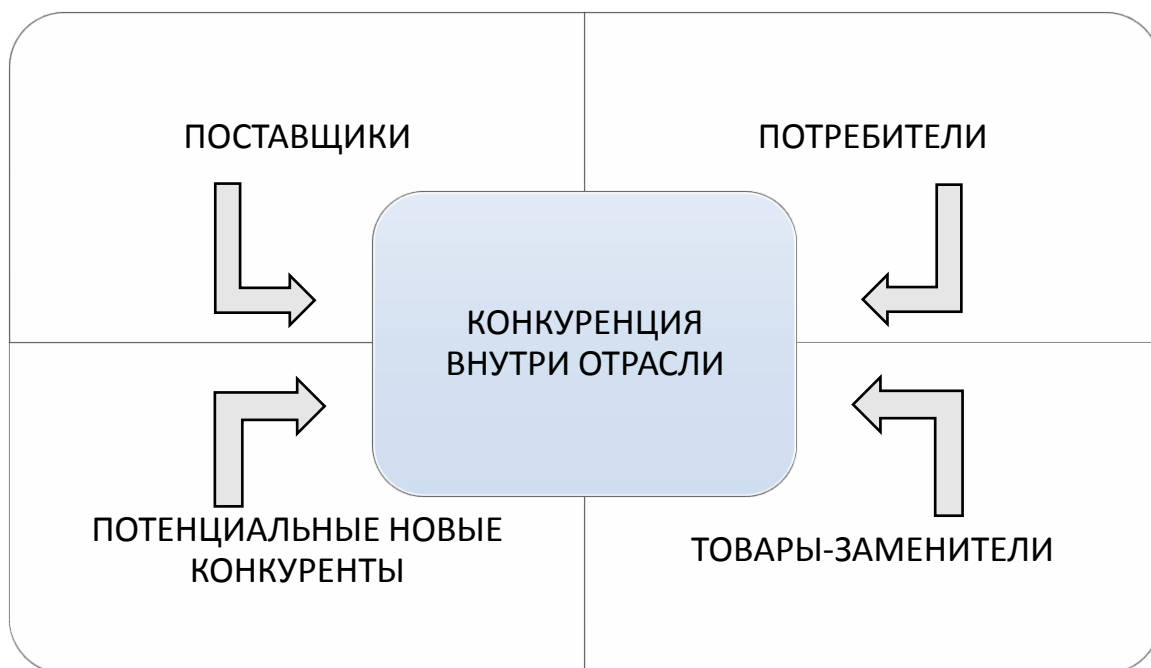 ПОСТАВЩИКИ
ПОТРЕБИТЕЛИ
КОНКУРЕНЦИЯ
ВНУТРИ ОТРАСЛИ
ПОТЕНЦИАЛЬНЫЕ НОВЫЕ
КОНКУРЕНТЫ
ТОВАРЫ-ЗАМЕНИТЕЛИ